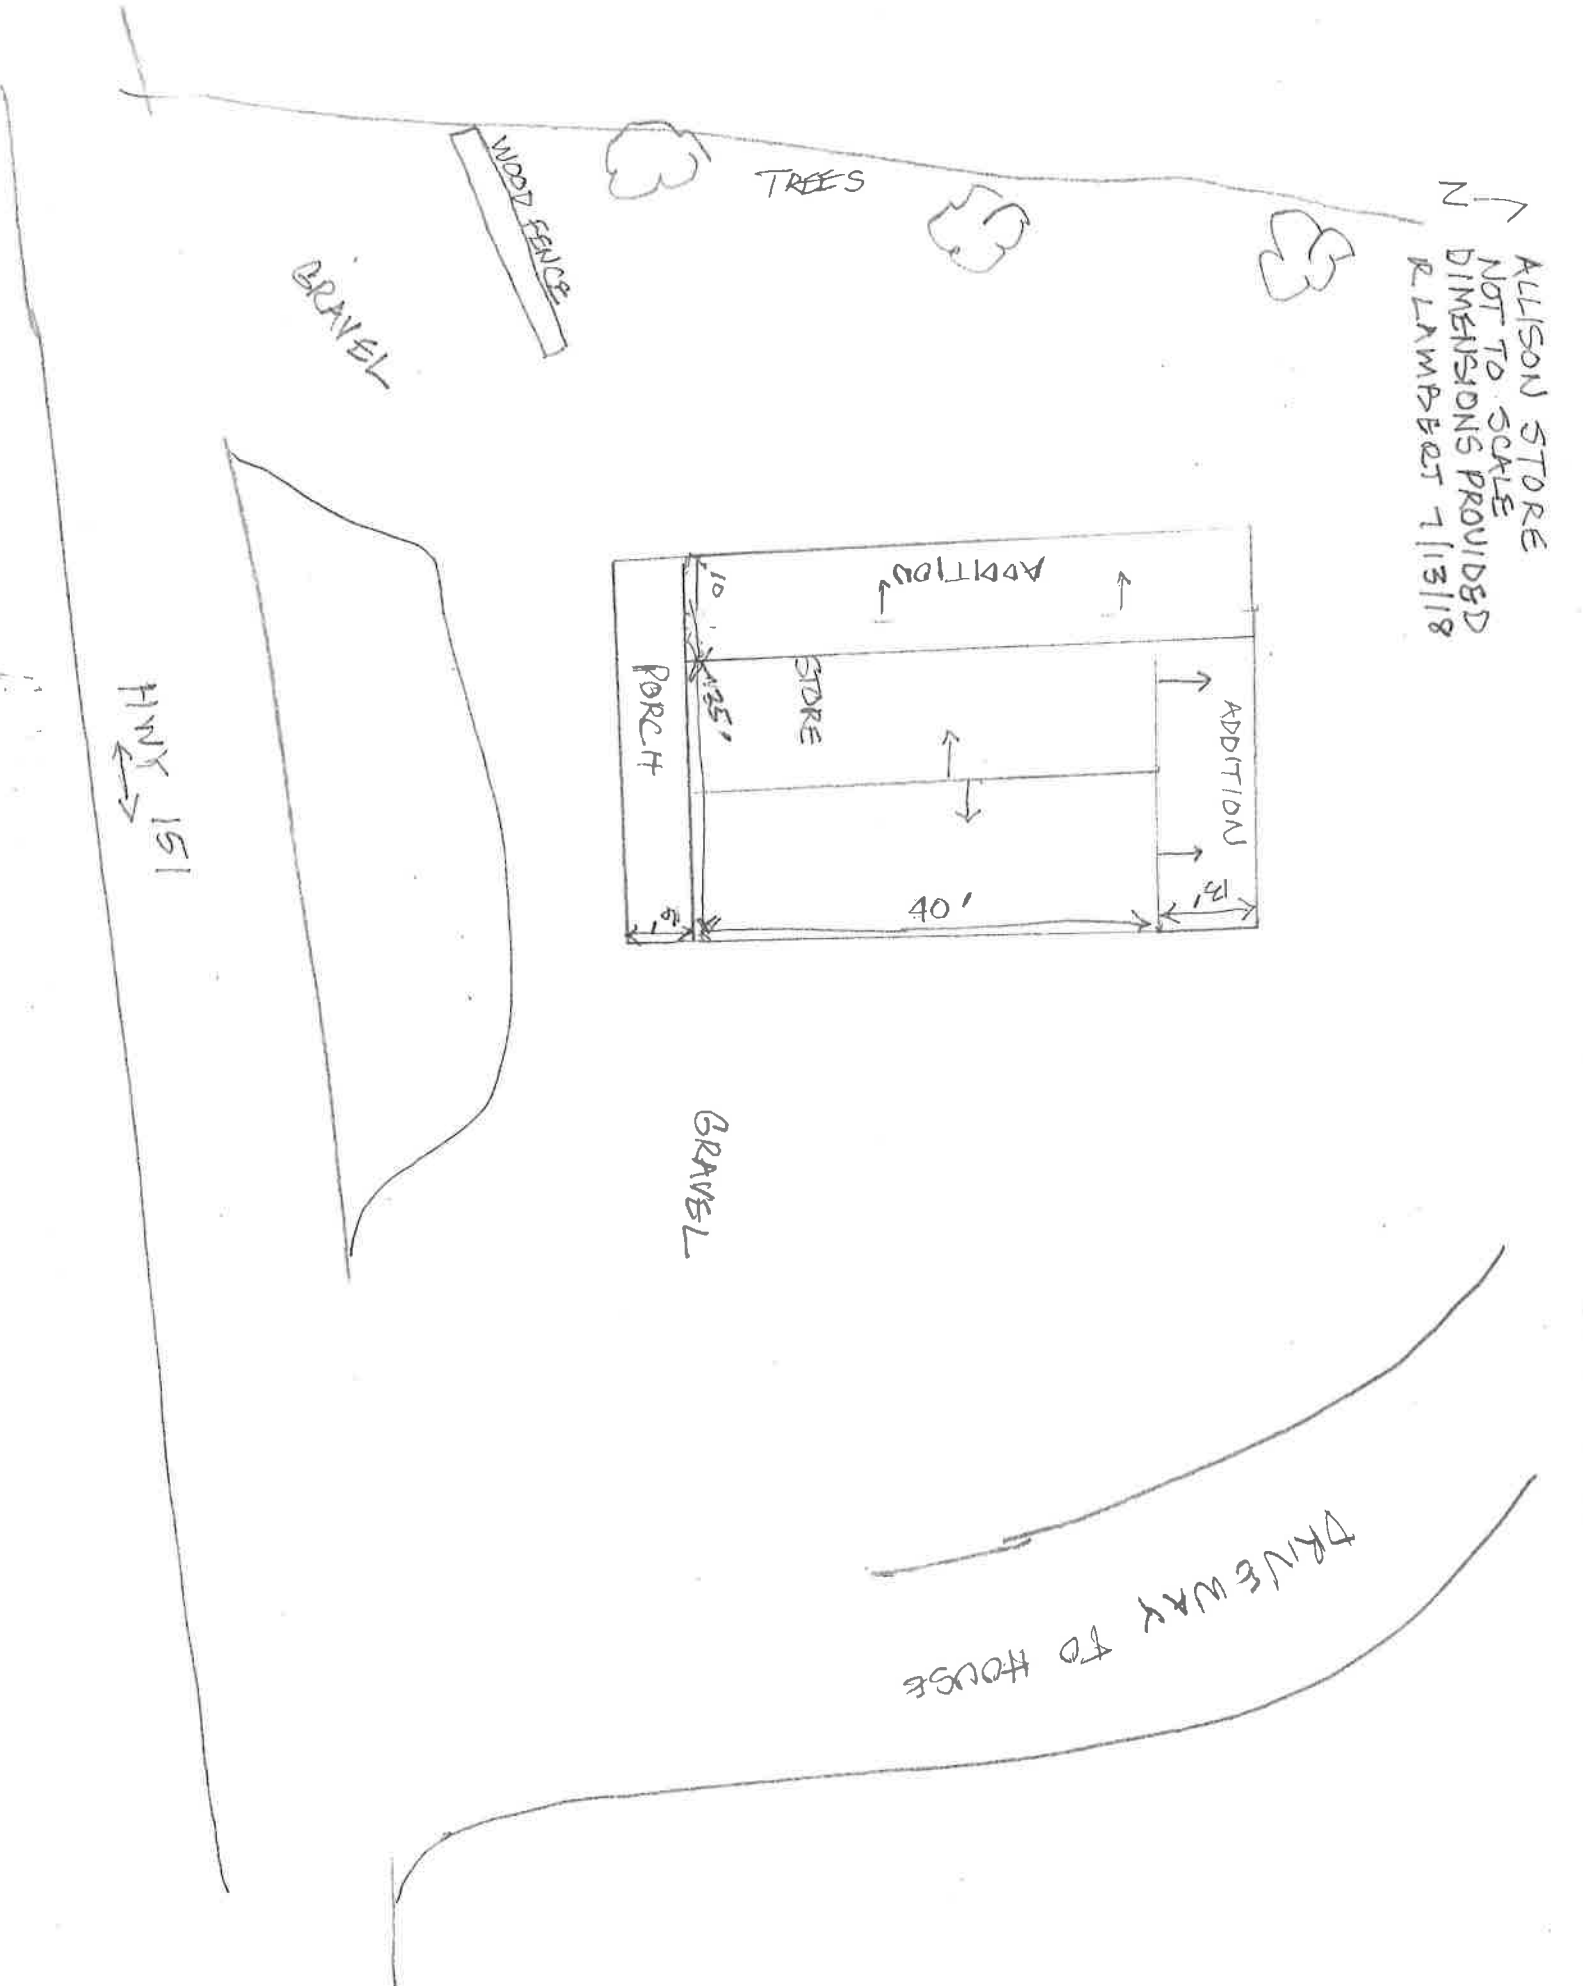 N
ALLISON STORE
NOT TO SCALE
DIMENSIONS PROVIDED
R LAMBERT 7/13/18
TREES
WOOD FENCE
GRAVEL
ADDITION
ADDITION
13'
40'
STORE
10'
25'
PORCH
GRAVEL
HWY 151
DRIVEWAY TO HOUSE